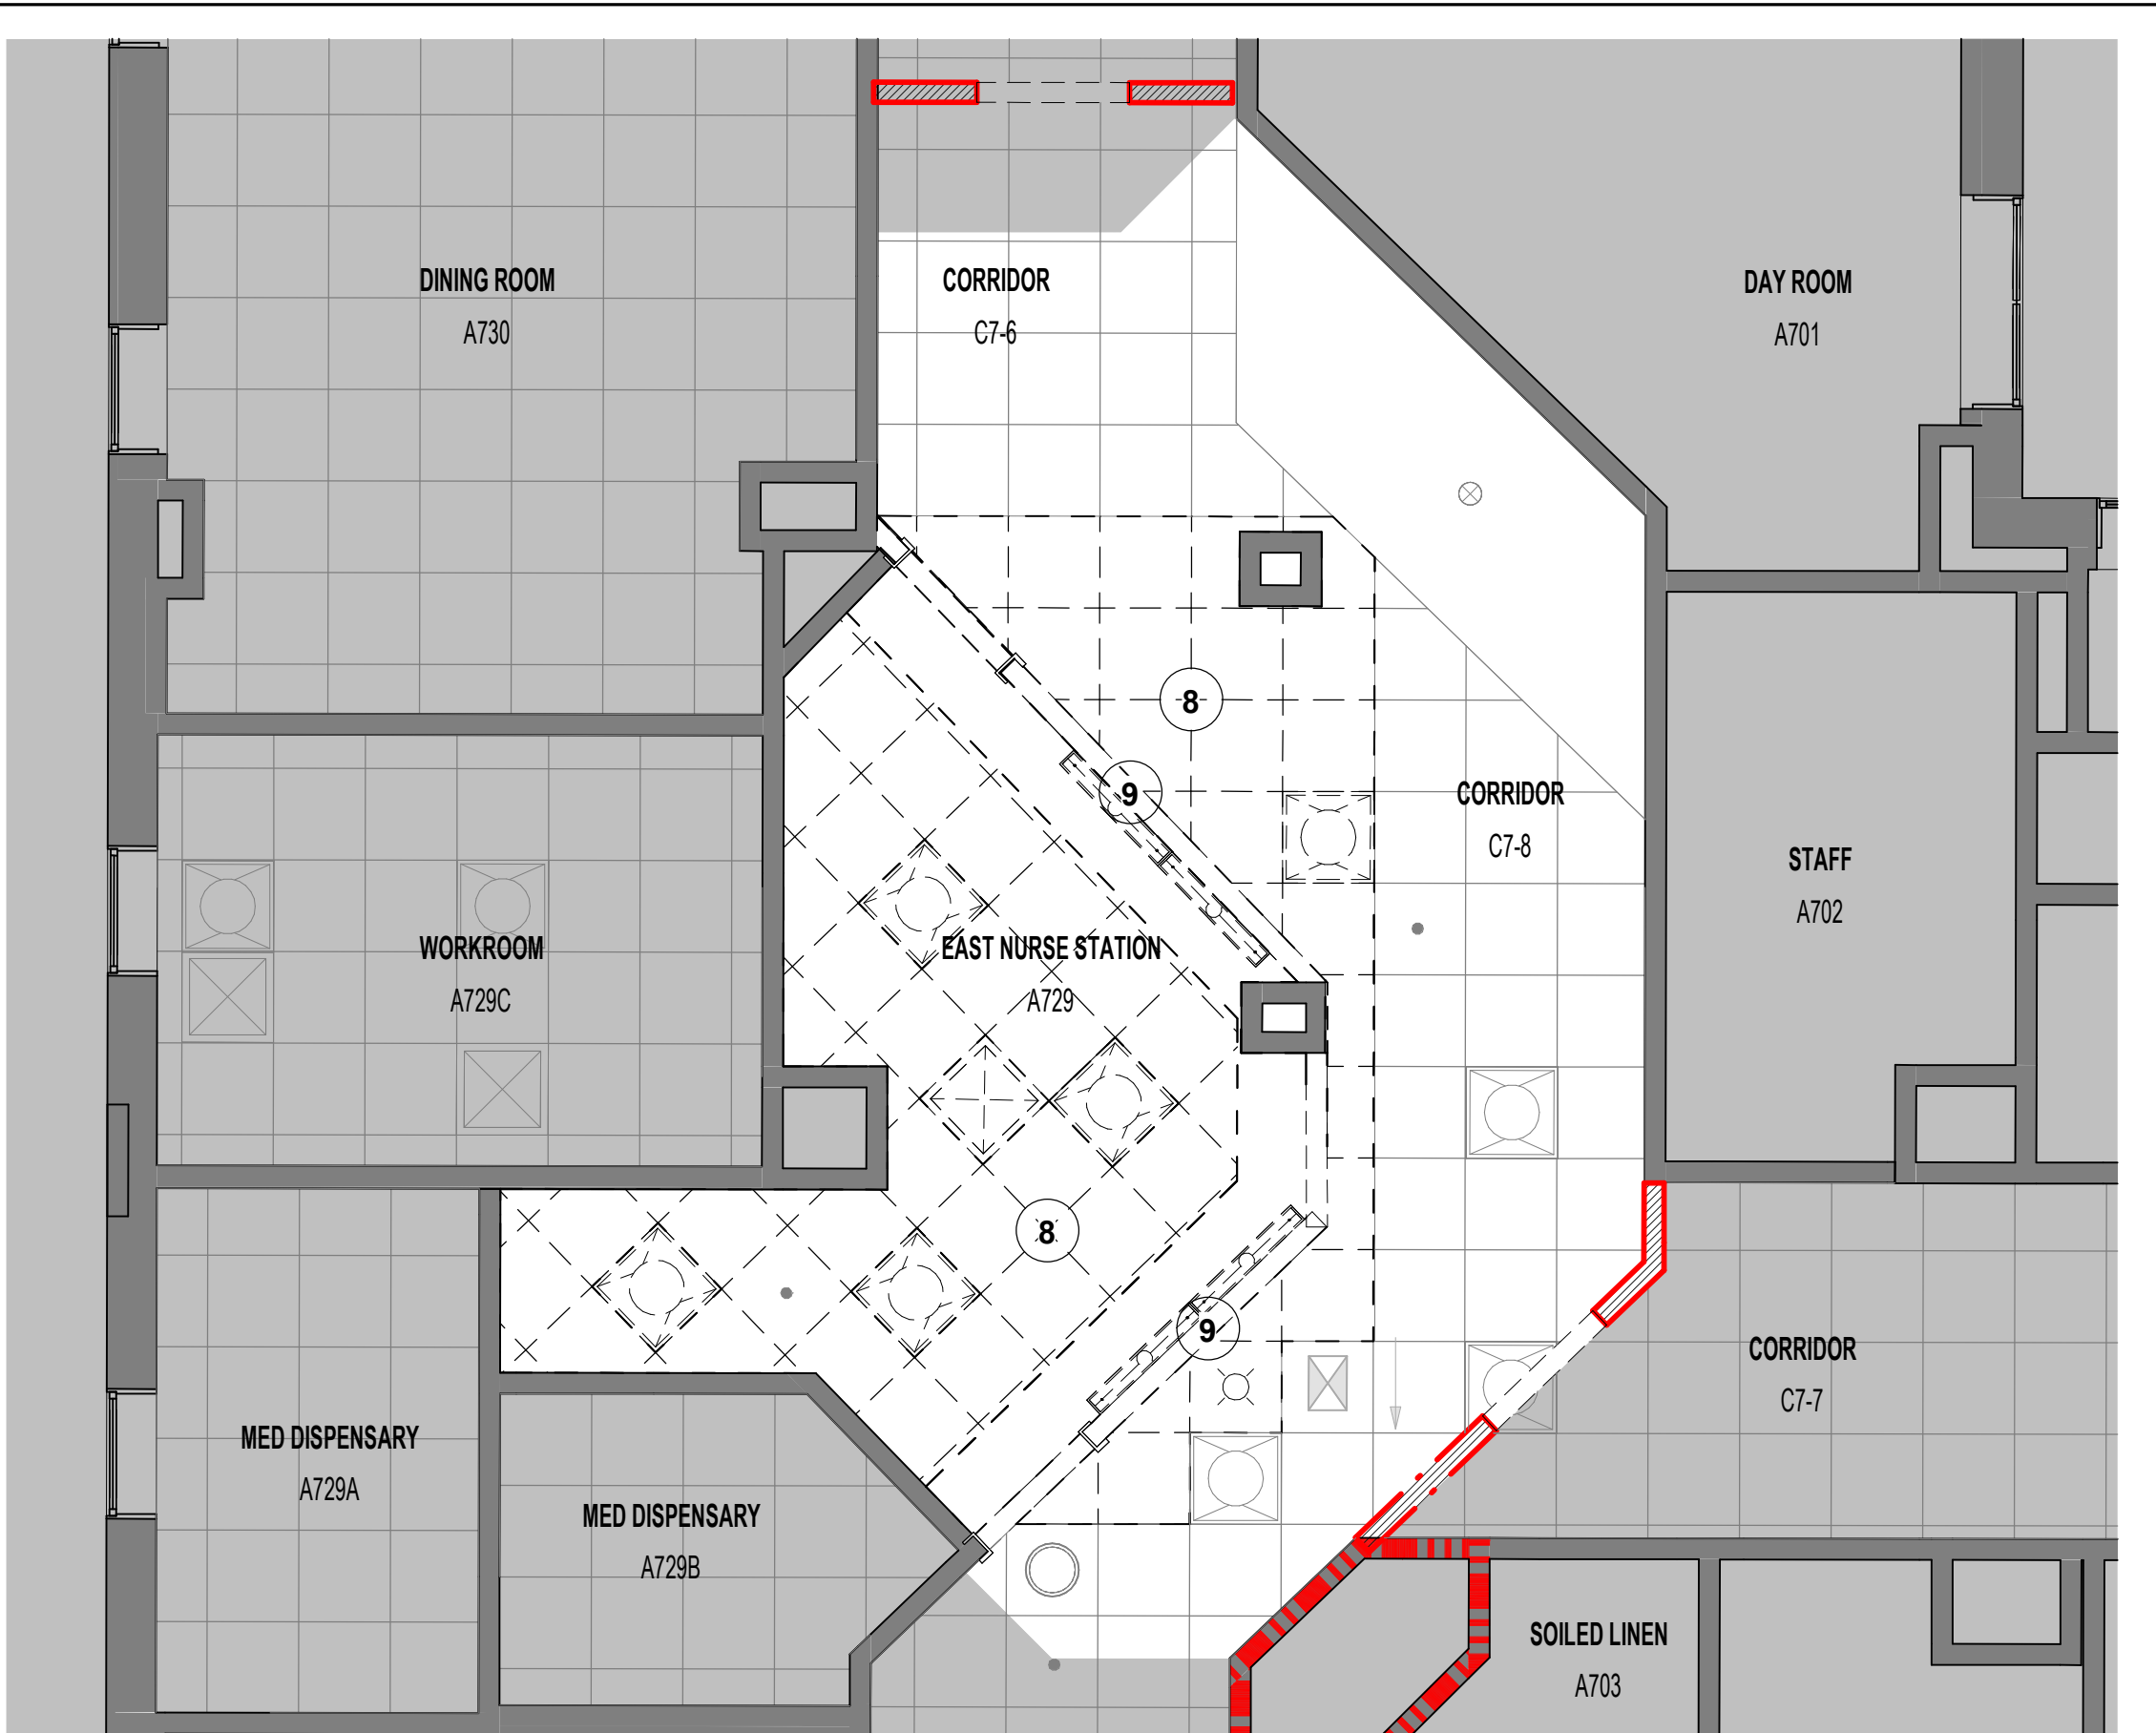 DINING ROOM
A730
CORRIDOR
C7-6
DAY ROOM
A701
8
9
CORRIDOR
C7-8
STAFF
A702
WORKROOM
A729C
EAST NURSE STATION
A729
8
9
CORRIDOR
C7-7
MED DISPENSARY
A729A
MED DISPENSARY
A729B
SOILED LINEN
A703